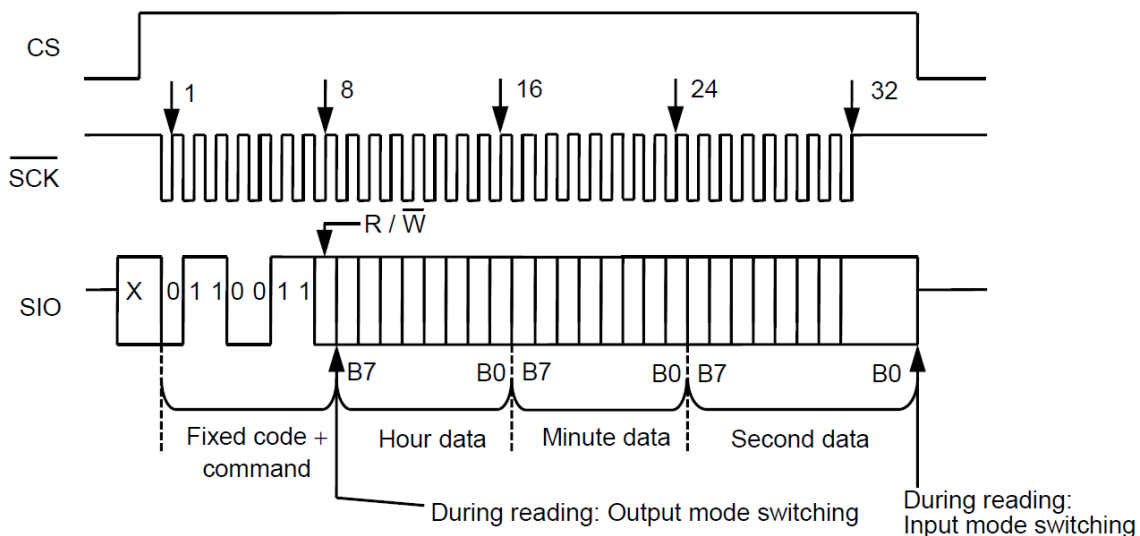 CS
1 8 16 24 32
SCK
R / W
SIO
X 0 1 1 0 0 1 1
B7 B0 B7 B0 B7 B0
Fixed code +
command
Hour data
Minute data
Second data
During reading: Output mode switching
During reading:
Input mode switching